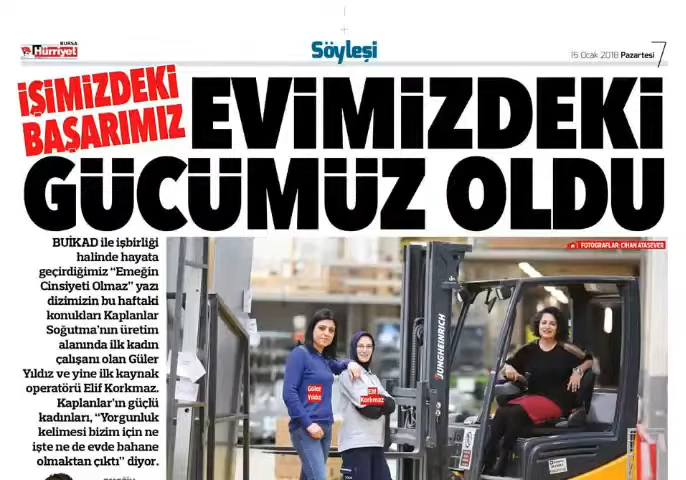 BURSA
Hürriyet
Söyleşi
15 Ocak 2018 Pazartesi 7
İŞİMİZDEKİ
BAŞARIMIZ
EVİMİZDEKİ
GÜCÜMÜZ OLDU
BUİKAD ile işbirliği
halinde hayata
geçirdiğimiz “Emeğin
Cinsiyeti Olmaz” yazı
dizimizin bu haftaki
konukları Kaplanlar
Soğutma’nın üretim
alanında ilk kadın
çalışanı olan Güler
Yıldız ve yine ilk kaynak
operatörü Elif Korkmaz.
Kaplanlar’ın güçlü
kadınları, “Yorgunluk
kelimesi bizim için ne
işte ne de evde bahane
olmaktan çıktı” diyor.
FOTOĞRAFLAR: CİHAN ATASEVER
Güler
Yıldız
Elif
Korkmaz
JUNGHEINRICH